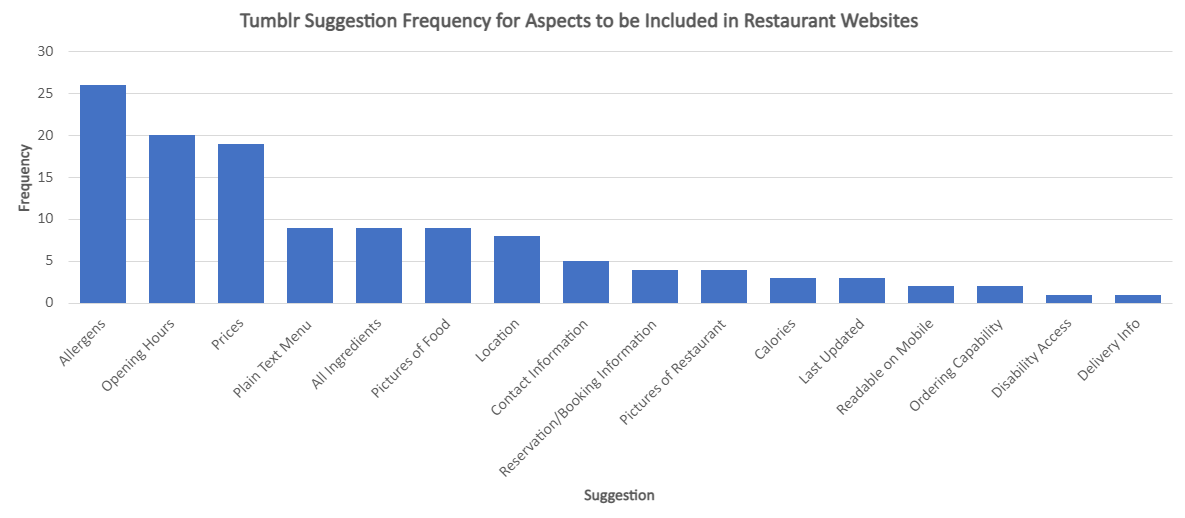 Tumblr Suggestion Frequency for Aspects to be Included in Restaurant Websites
30
25
20
15
10
5
0
Frequency
Allergens
Opening Hours
Prices
Plain Text Menu
All Ingredients
Pictures of Food
Location
Contact Information
Reservation/Booking Information
Pictures of Restaurant
Calories
Last Updated
Readable on Mobile
Ordering Capability
Disability Access
Delivery Info
Suggestion